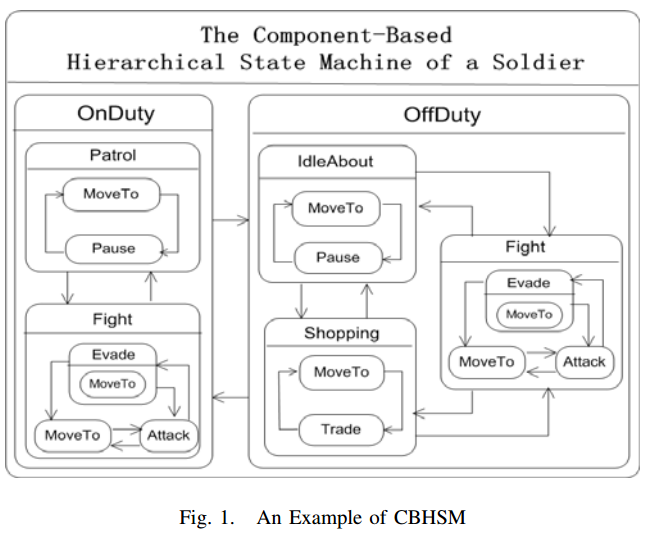 The Component-Based
Hierarchical State Machine of a Soldier
OnDuty
Patrol
MoveTo
Pause
Fight
Evade
MoveTo
MoveTo
Attack
OffDuty
IdleAbout
MoveTo
Pause
Shopping
MoveTo
Trade
Fight
Evade
MoveTo
MoveTo
Attack
Fig. 1. An Example of CBHSM